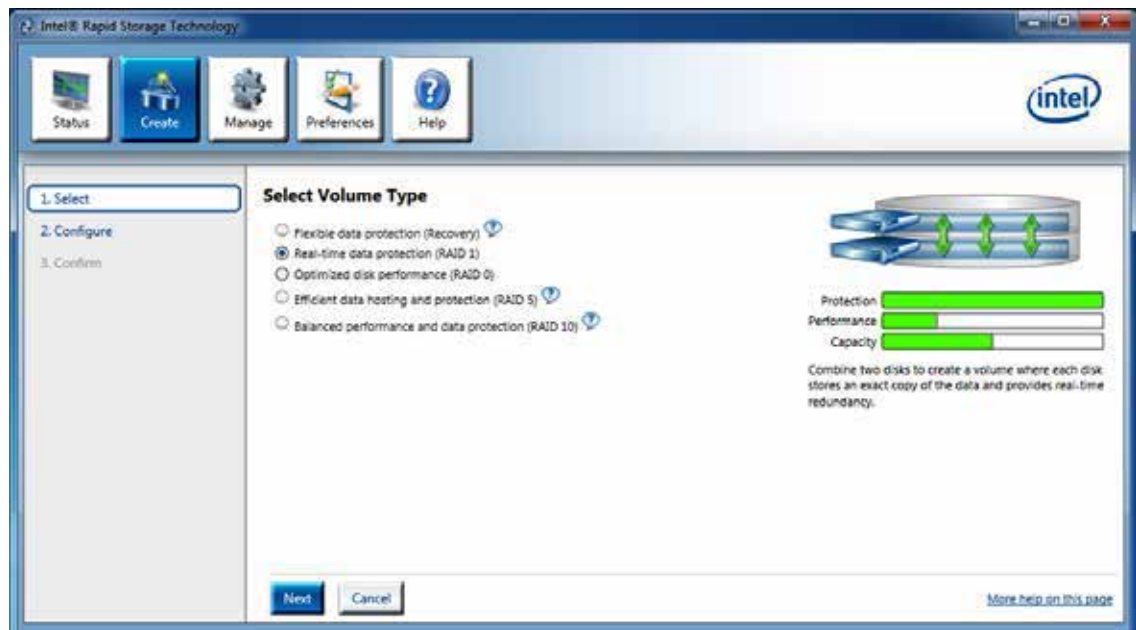 Intel® Rapid Storage Technology
Status
Create
Manage
Preferences
Help
intel
1. Select
2. Configure
3. Confirm
Select Volume Type
Flexible data protection (Recovery)
Real-time data protection (RAID 1)
Optimized disk performance (RAID 0)
Efficient data hosting and protection (RAID 5)
Balanced performance and data protection (RAID 10)
Protection
Performance
Capacity
Combine two disks to create a volume where each disk
stores an exact copy of the data and provides real-time
redundancy.
Next
Cancel
More help on this page